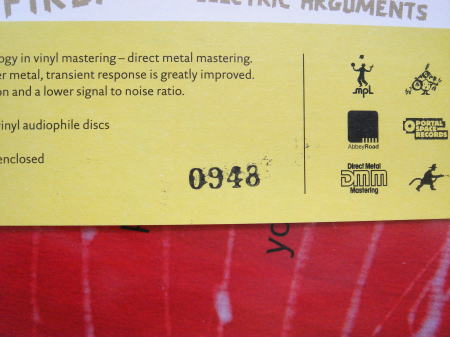 ELECTRIC ARGUMENTS
ogy in vinyl mastering – direct metal mastering.
er metal, transient response is greatly improved.
on and a lower signal to noise ratio.
vinyl audiophile discs
enclosed
0948
mpL
AbbeyRoad
PORTAL
SPACE
RECORDS
Direct Metal
DMM
Mastering
yo